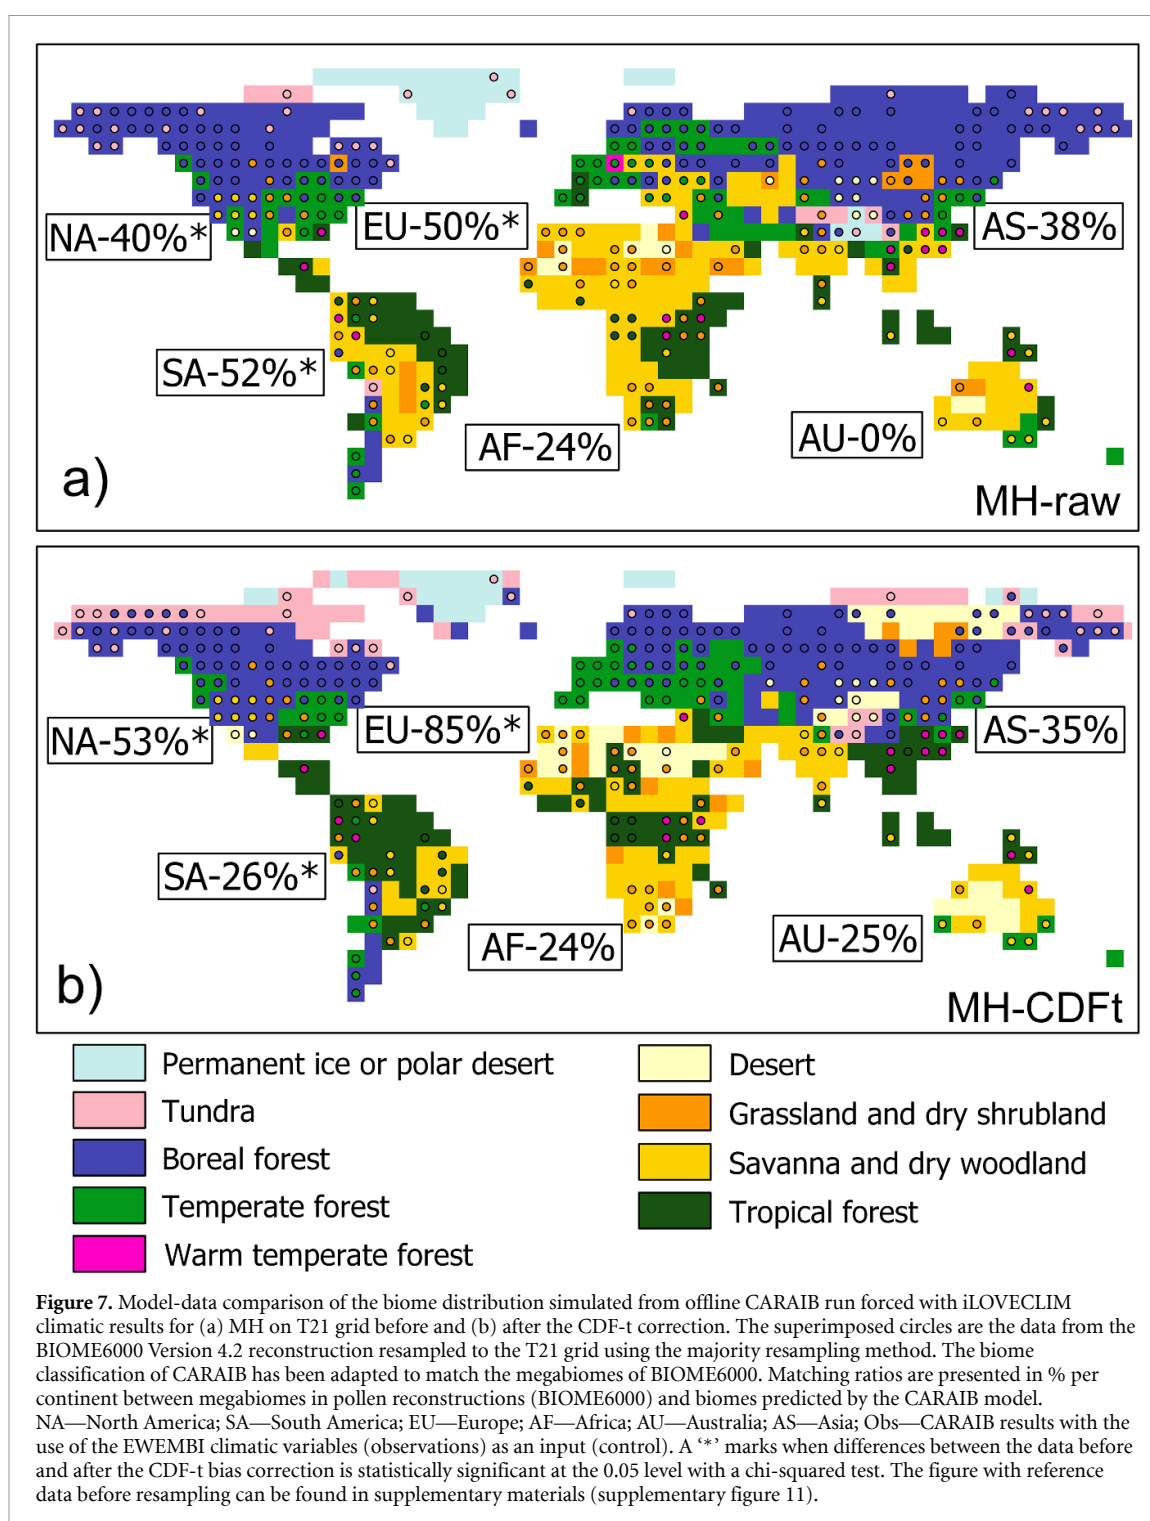 NA-40%*
EU-50%*
AS-38%
SA-52%*
AF-24%
AU-0%
a)
MH-raw
NA-53%*
EU-85%*
AS-35%
SA-26%*
AF-24%
AU-25%
b)
MH-CDFt
Permanent ice or polar desert
Tundra
Boreal forest
Temperate forest
Warm temperate forest
Desert
Grassland and dry shrubland
Savanna and dry woodland
Tropical forest
Figure 7. Model-data comparison of the biome distribution simulated from offline CARAIB run forced with iLOVECLIM
climatic results for (a) MH on T21 grid before and (b) after the CDF-t correction. The superimposed circles are the data from the
BIOME6000 Version 4.2 reconstruction resampled to the T21 grid using the majority resampling method. The biome
classification of CARAIB has been adapted to match the megabiomes of BIOME6000. Matching ratios are presented in % per
continent between megabiomes in pollen reconstructions (BIOME6000) and biomes predicted by the CARAIB model.
NA—North America; SA—South America; EU—Europe; AF—Africa; AU—Australia; AS—Asia; Obs—CARAIB results with the
use of the EWEMBI climatic variables (observations) as an input (control). A ‘*’ marks when differences between the data before
and after the CDF-t bias correction is statistically significant at the 0.05 level with a chi-squared test. The figure with reference
data before resampling can be found in supplementary materials (supplementary figure 11).